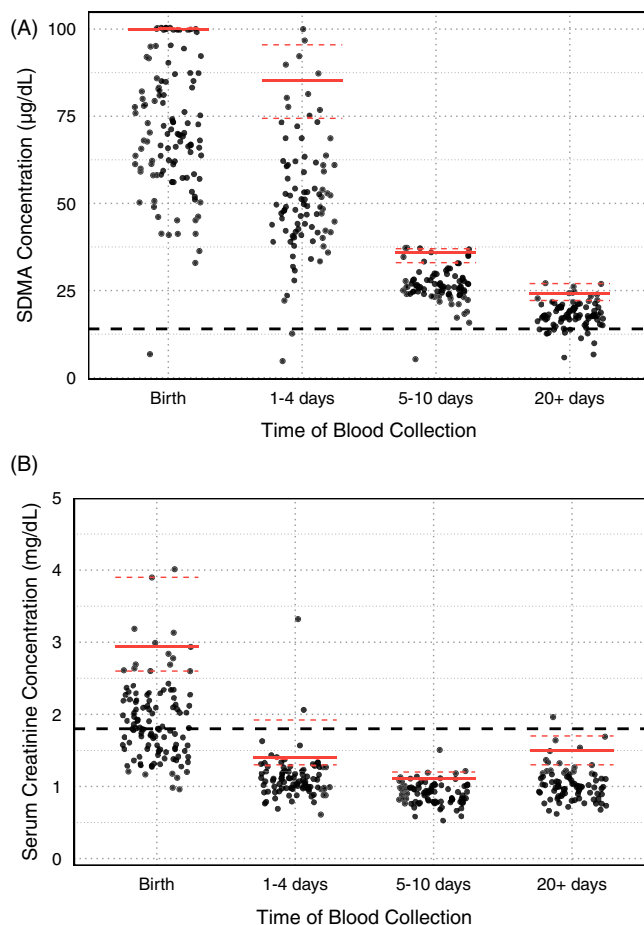 (A)
SDMA Concentration (µg/dL)
100
75
50
25
0
Birth 1-4 days 5-10 days 20+ days
Time of Blood Collection
(B)
Serum Creatinine Concentration (mg/dL)
5
4
3
2
1
0
Birth 1-4 days 5-10 days 20+ days
Time of Blood Collection